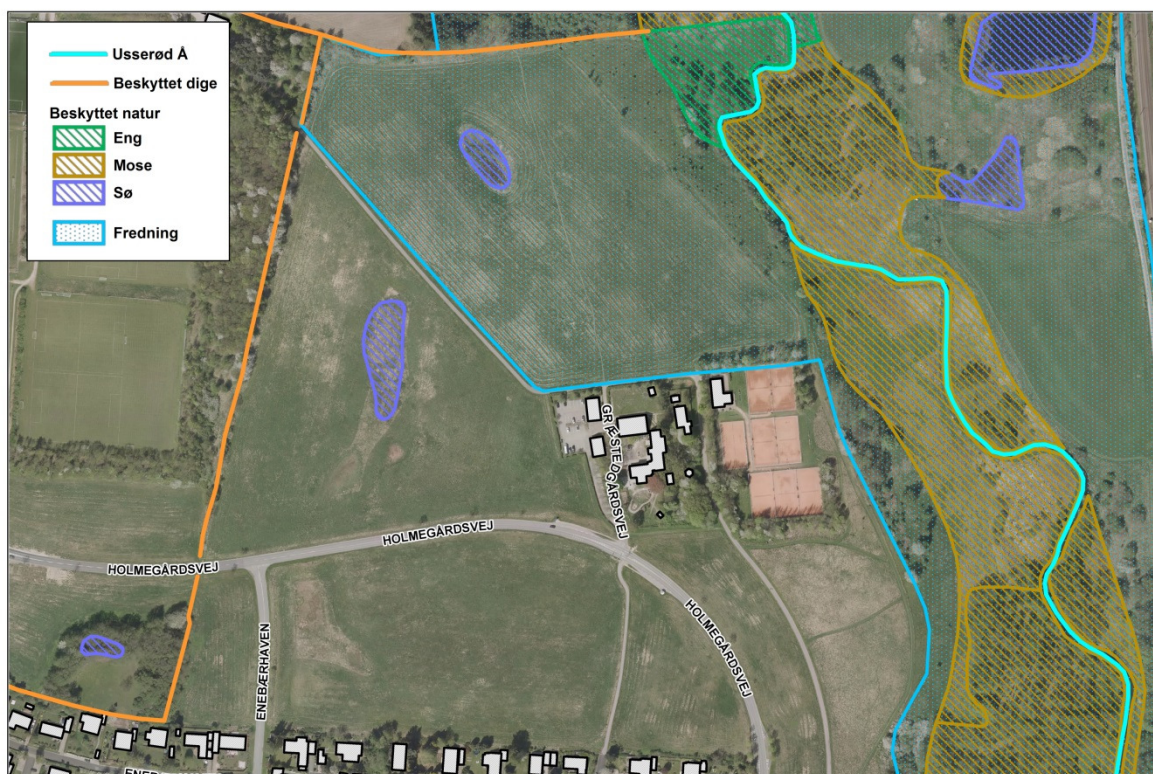 Usserød Å
Beskyttet dige
Beskyttet natur
Eng
Mose
Sø
Fredning
GRÆSTEDGÅRDSVEJ
HOLMEGÅRDSVEJ
HOLMEGÅRDSVEJ
HOLMEGÅRDSVEJ
ENEBÆRHAVEN